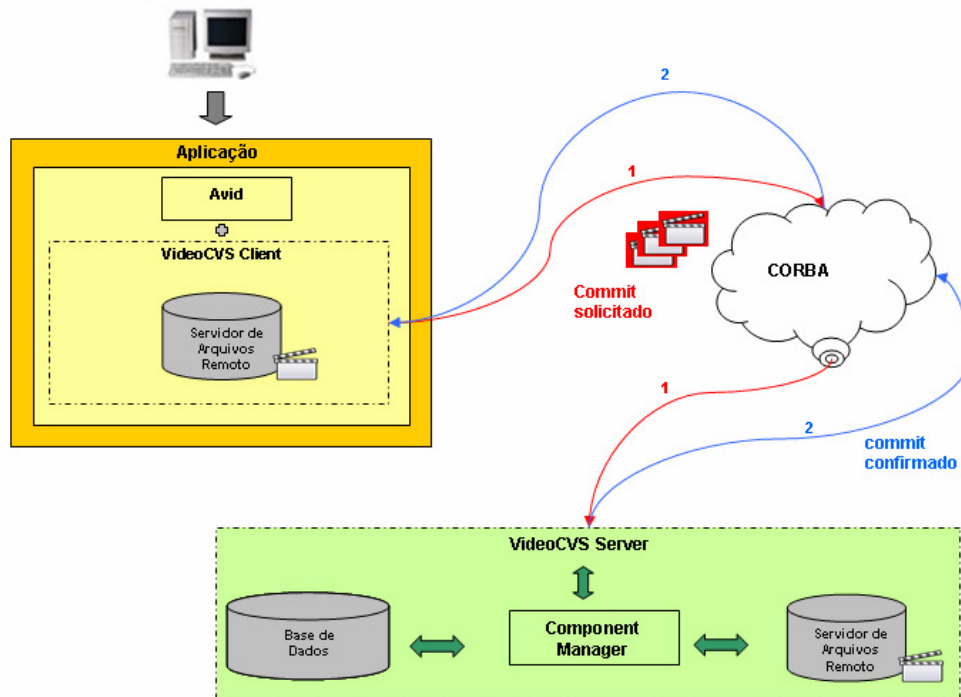 2
Aplicação
1
Avid
VideoCVS Client
CORBA
Commit
solicitado
Servidor de
Arquivos
Remoto
1
2
commit
confirmado
VideoCVS Server
Base de
Dados
Component
Manager
Servidor de
Arquivos
Remoto